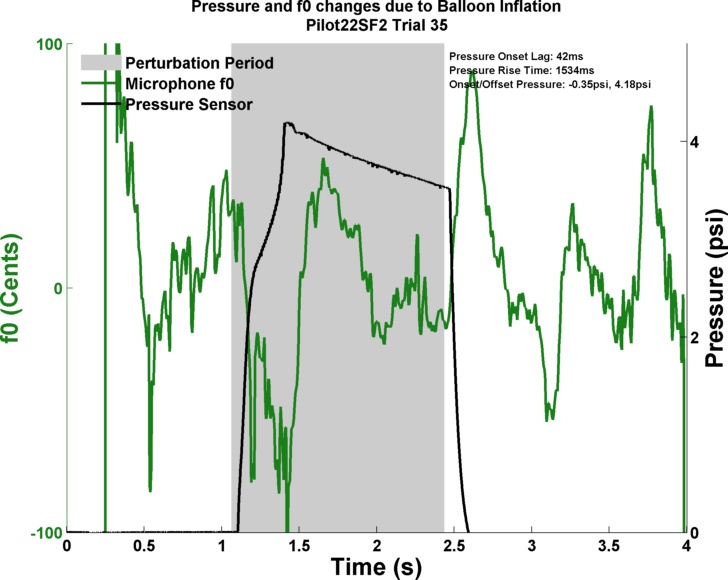 Pressure and f0 changes due to Balloon Inflation
Pilot22SF2 Trial 35
Perturbation Period
Microphone f0
Pressure Sensor
Pressure Onset Lag: 42ms
Pressure Rise Time: 1534ms
Onset/Offset Pressure: -0.35psi, 4.18psi
100
0
-100
f0 (Cents)
4
2
0
Pressure (psi)
0 0.5 1 1.5 2 2.5 3 3.5 4
Time (s)